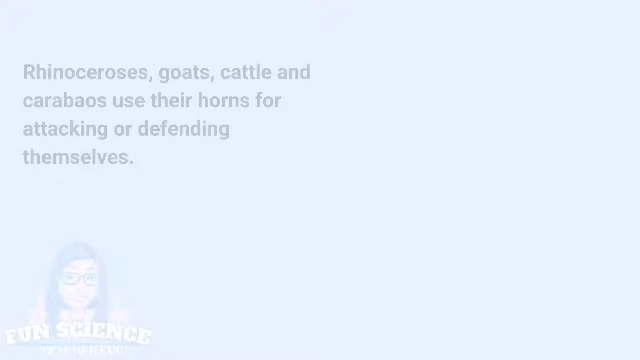 Rhinoceroses, goats, cattle and
carabaos use their horns for
attacking or defending
themselves.
FUN SCIENCE